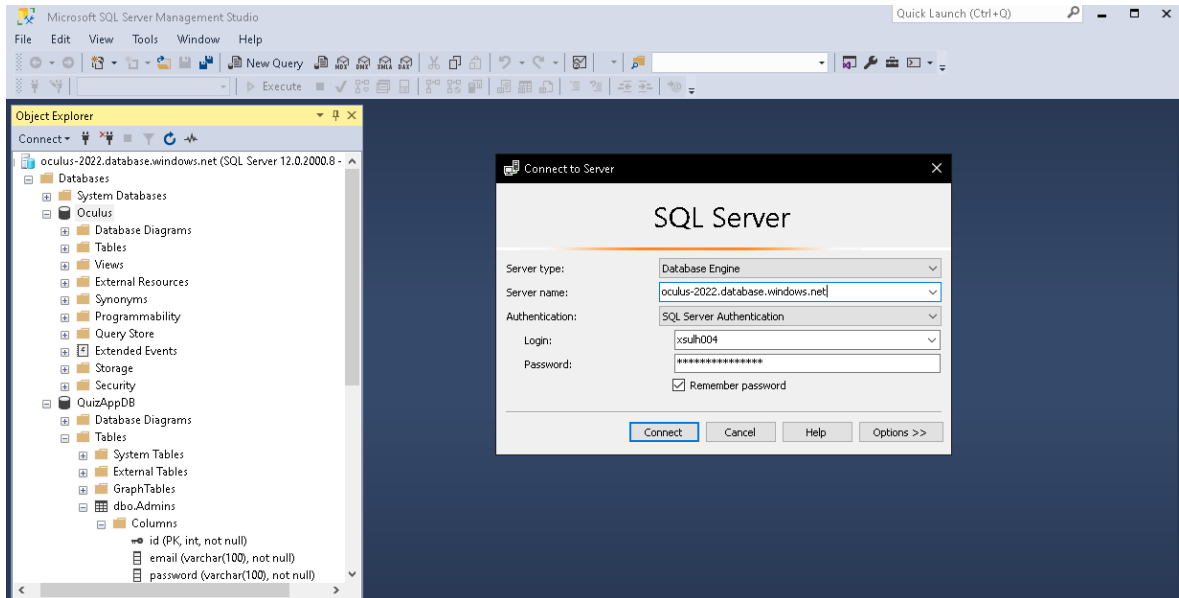 Microsoft SQL Server Management Studio
Quick Launch (Ctrl+Q)
File Edit View Tools Window Help
New Query MDX DMX XMLA DAX
Execute
Object Explorer
Connect
oculus-2022.database.windows.net (SQL Server 12.0.2000.8 -
Databases
System Databases
Oculus
Database Diagrams
Tables
Views
External Resources
Synonyms
Programmability
Query Store
Extended Events
Storage
Security
QuizAppDB
Database Diagrams
Tables
System Tables
External Tables
GraphTables
dbo.Admins
Columns
id (PK, int, not null)
email (varchar(100), not null)
password (varchar(100), not null)
Connect to Server
SQL Server
Server type: Database Engine
Server name: oculus-2022.database.windows.net
Authentication: SQL Server Authentication
Login: xsulh004
Password: ***************
Remember password
Connect Cancel Help Options >>